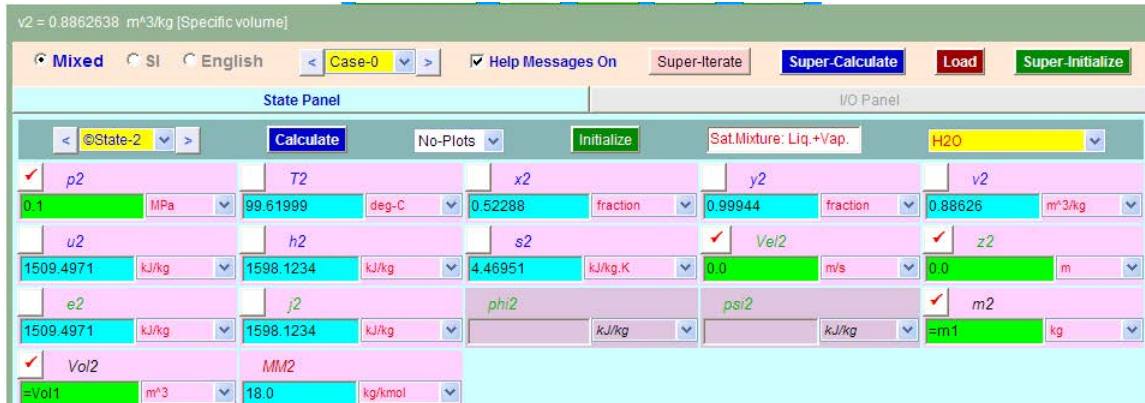 v2 = 0.8862638 m^3/kg [Specific volume]
Mixed SI English < Case-0 > Help Messages On Super-Iterate Super-Calculate Load Super-Initialize
State Panel I/O Panel
< ©State-2 > Calculate No-Plots Initialize Sat.Mixture: Liq.+Vap. H2O
p2 T2 x2 y2 v2
0.1 MPa 99.61999 deg-C 0.52288 fraction 0.99944 fraction 0.88626 m^3/kg
u2 h2 s2 Vel2 z2
1509.4971 kJ/kg 1598.1234 kJ/kg 4.46951 kJ/kg.K 0.0 m/s 0.0 m
e2 j2 phi2 psi2 m2
1509.4971 kJ/kg 1598.1234 kJ/kg kJ/kg kJ/kg =m1 kg
Vol2 MM2
=Vol1 m^3 18.0 kg/kmol